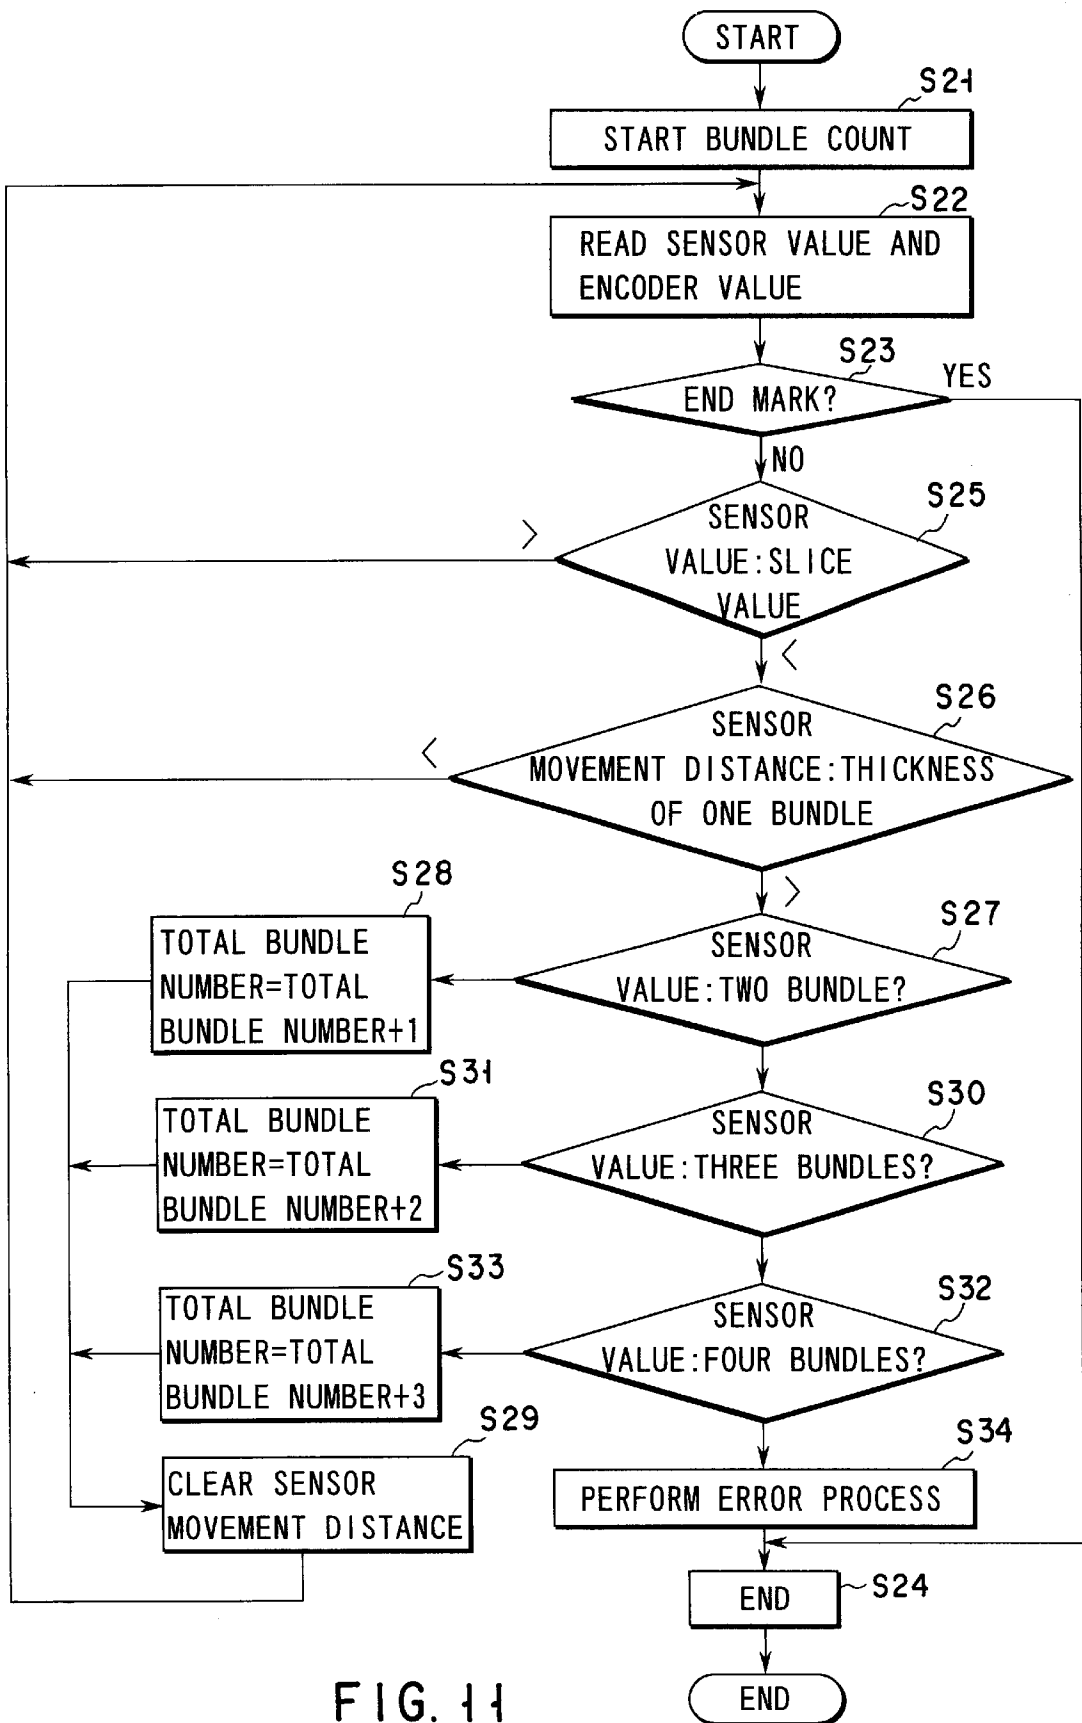 START
S21
START BUNDLE COUNT
S22
READ SENSOR VALUE AND
ENCODER VALUE
S23
END MARK?
YES
NO
S25
SENSOR
VALUE:SLICE
VALUE
>
<
S26
SENSOR
MOVEMENT DISTANCE:THICKNESS
OF ONE BUNDLE
<
>
S27
SENSOR
VALUE:TWO BUNDLE?
S28
TOTAL BUNDLE
NUMBER=TOTAL
BUNDLE NUMBER+1
S30
SENSOR
VALUE:THREE BUNDLES?
S31
TOTAL BUNDLE
NUMBER=TOTAL
BUNDLE NUMBER+2
S32
SENSOR
VALUE:FOUR BUNDLES?
S33
TOTAL BUNDLE
NUMBER=TOTAL
BUNDLE NUMBER+3
S29
CLEAR SENSOR
MOVEMENT DISTANCE
S34
PERFORM ERROR PROCESS
END
S24
END
FIG. 11